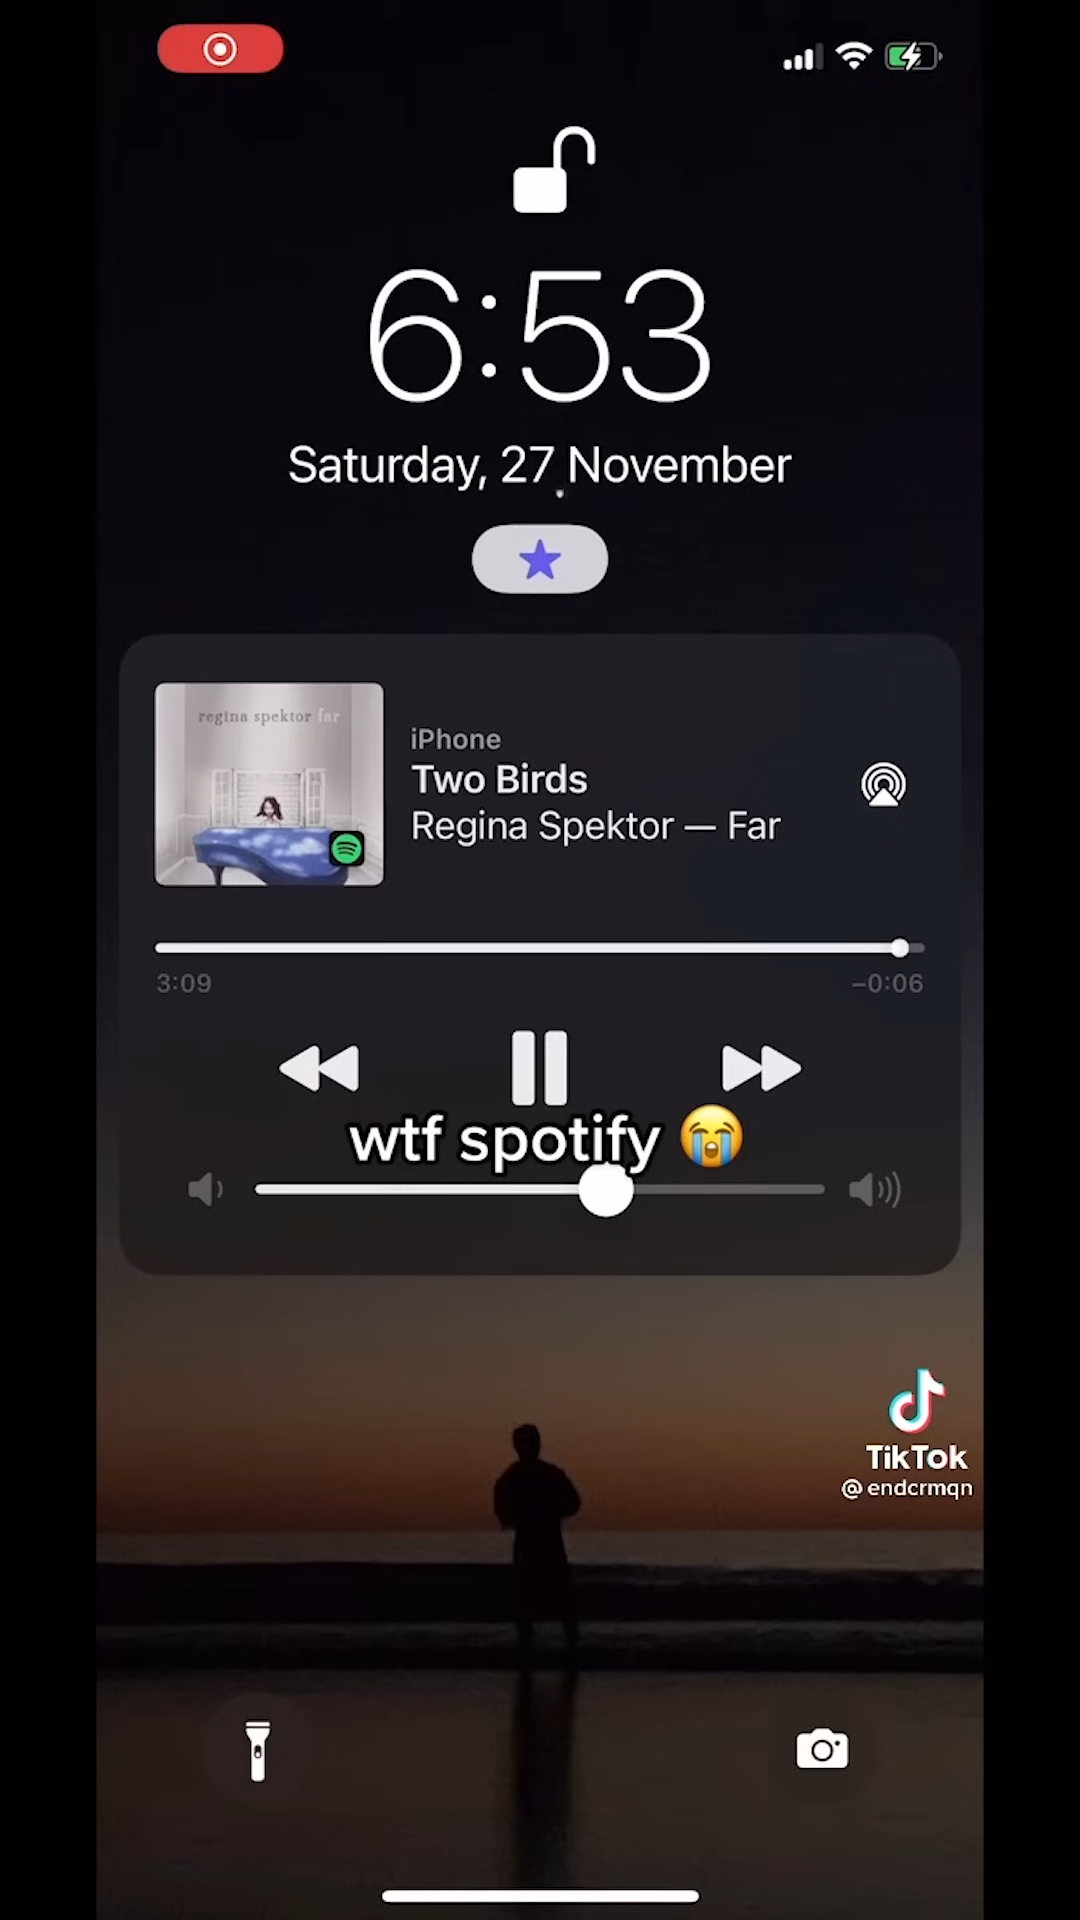 6:53
Saturday, 27 November
regina spektor far
iPhone
Two Birds
Regina Spektor — Far
3:09
−0:06
wtf spotify 😭
TikTok
@endcrmqn